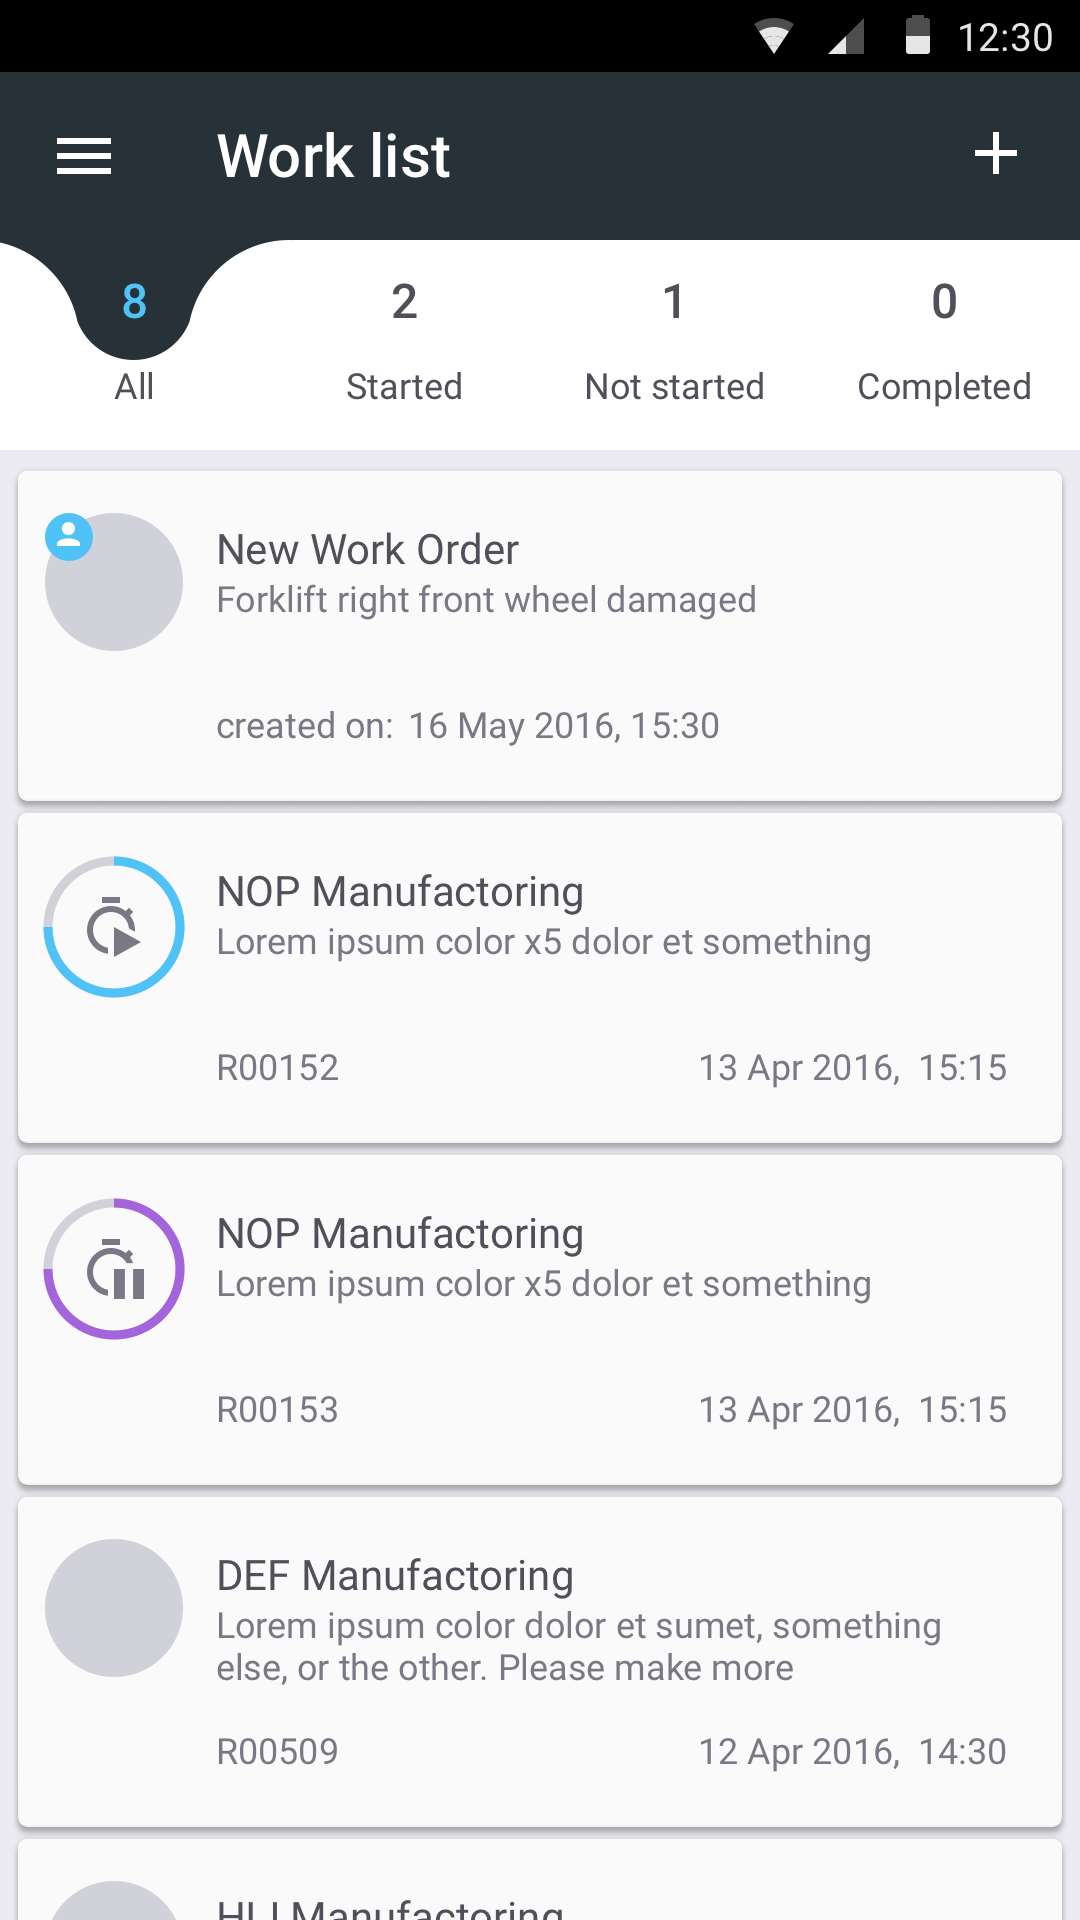 12:30
Work list
8
2
1
0
All
Started
Not started
Completed
New Work Order
Forklift right front wheel damaged
created on: 16 May 2016, 15:30
NOP Manufactoring
Lorem ipsum color x5 dolor et something
R00152
13 Apr 2016, 15:15
NOP Manufactoring
Lorem ipsum color x5 dolor et something
R00153
13 Apr 2016, 15:15
DEF Manufactoring
Lorem ipsum color dolor et sumet, something
else, or the other. Please make more
R00509
12 Apr 2016, 14:30
Manufactoring